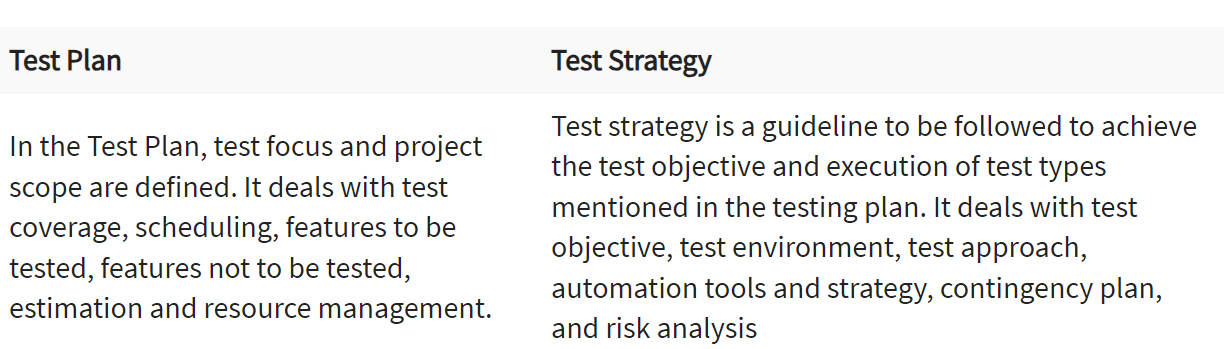 Test Plan
Test Strategy
In the Test Plan, test focus and project
scope are defined. It deals with test
coverage, scheduling, features to be
tested, features not to be tested,
estimation and resource management.
Test strategy is a guideline to be followed to achieve
the test objective and execution of test types
mentioned in the testing plan. It deals with test
objective, test environment, test approach,
automation tools and strategy, contingency plan,
and risk analysis